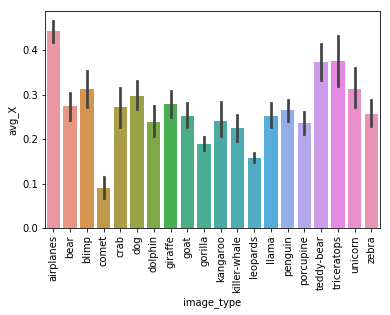 avg_X
0.4
0.3
0.2
0.1
0.0
airplanes
bear
blimp
comet
crab
dog
dolphin
giraffe
goat
gorilla
kangaroo
killer-whale
leopards
llama
penguin
porcupine
teddy-bear
triceratops
unicorn
zebra
image_type